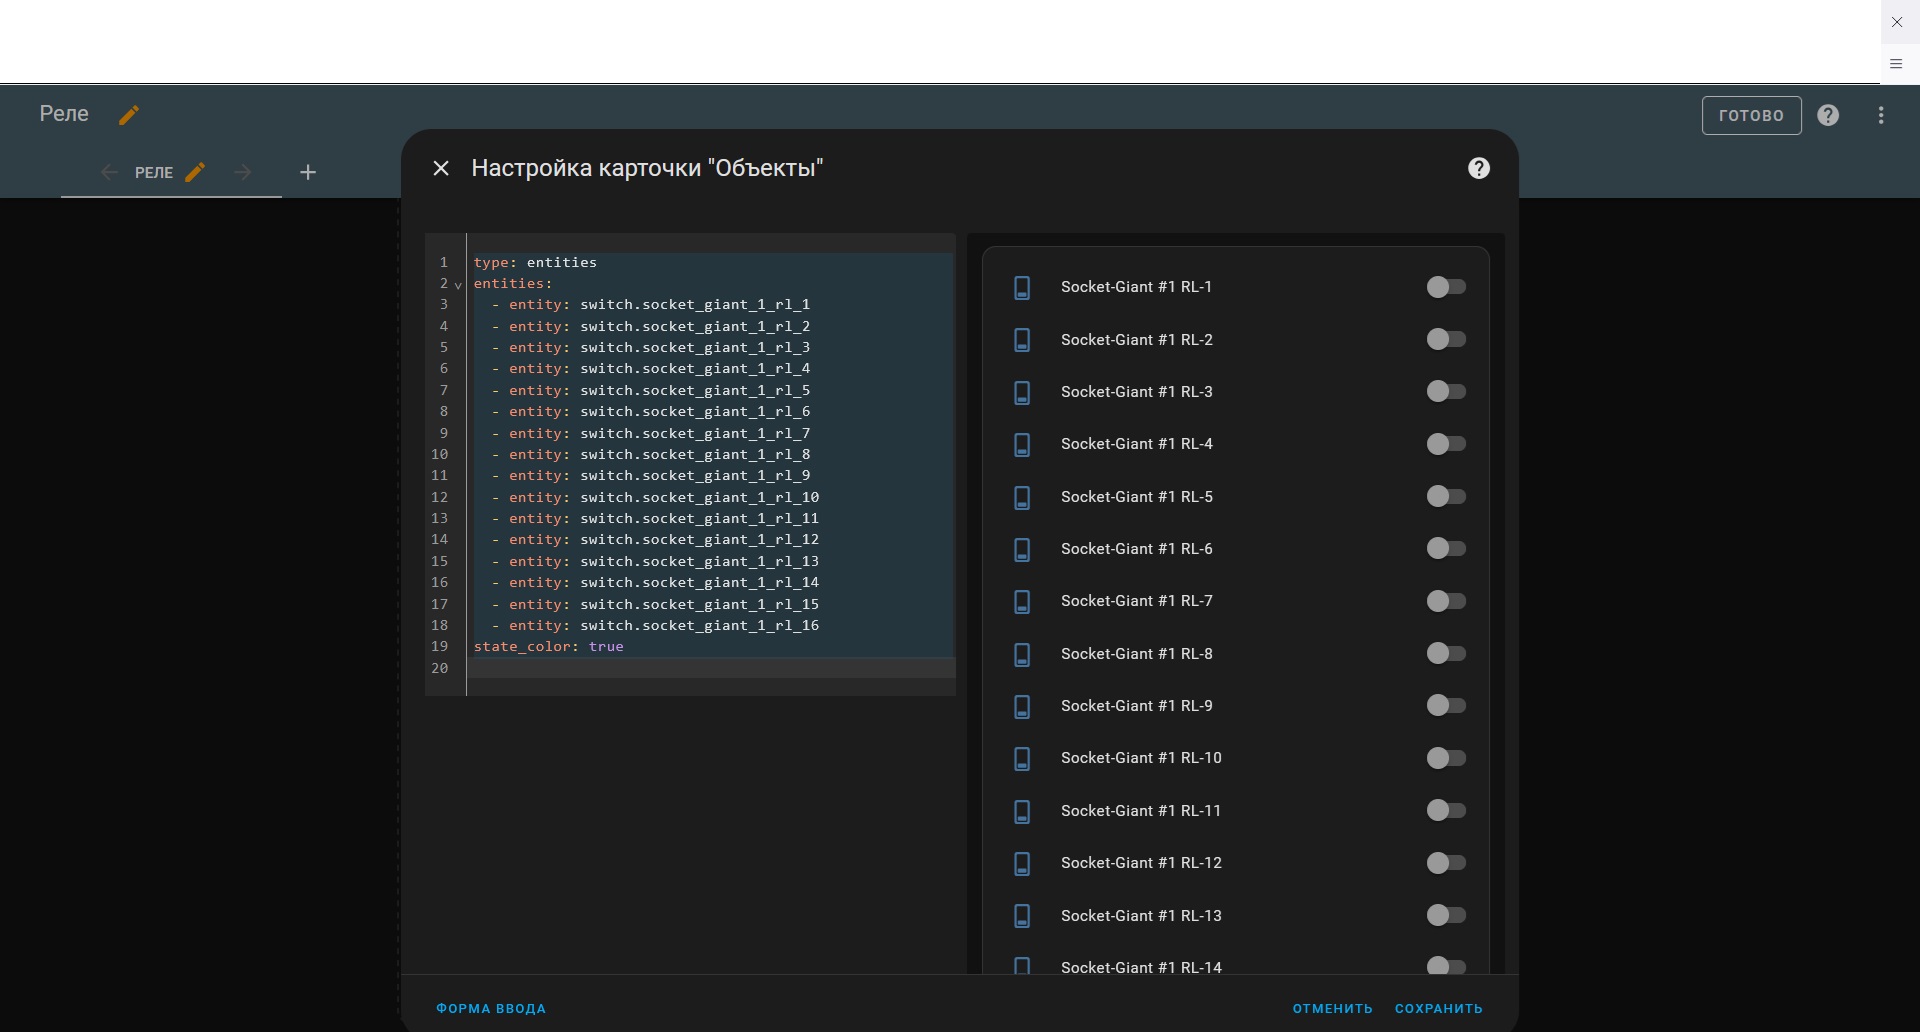 Реле
ГОТОВО
РЕЛЕ
Настройка карточки "Объекты"
1 type: entities
2 entities:
3 - entity: switch.socket_giant_1_rl_1
4 - entity: switch.socket_giant_1_rl_2
5 - entity: switch.socket_giant_1_rl_3
6 - entity: switch.socket_giant_1_rl_4
7 - entity: switch.socket_giant_1_rl_5
8 - entity: switch.socket_giant_1_rl_6
9 - entity: switch.socket_giant_1_rl_7
10 - entity: switch.socket_giant_1_rl_8
11 - entity: switch.socket_giant_1_rl_9
12 - entity: switch.socket_giant_1_rl_10
13 - entity: switch.socket_giant_1_rl_11
14 - entity: switch.socket_giant_1_rl_12
15 - entity: switch.socket_giant_1_rl_13
16 - entity: switch.socket_giant_1_rl_14
17 - entity: switch.socket_giant_1_rl_15
18 - entity: switch.socket_giant_1_rl_16
19 state_color: true
20
Socket-Giant #1 RL-1
Socket-Giant #1 RL-2
Socket-Giant #1 RL-3
Socket-Giant #1 RL-4
Socket-Giant #1 RL-5
Socket-Giant #1 RL-6
Socket-Giant #1 RL-7
Socket-Giant #1 RL-8
Socket-Giant #1 RL-9
Socket-Giant #1 RL-10
Socket-Giant #1 RL-11
Socket-Giant #1 RL-12
Socket-Giant #1 RL-13
Socket-Giant #1 RL-14
ФОРМА ВВОДА
ОТМЕНИТЬ
СОХРАНИТЬ